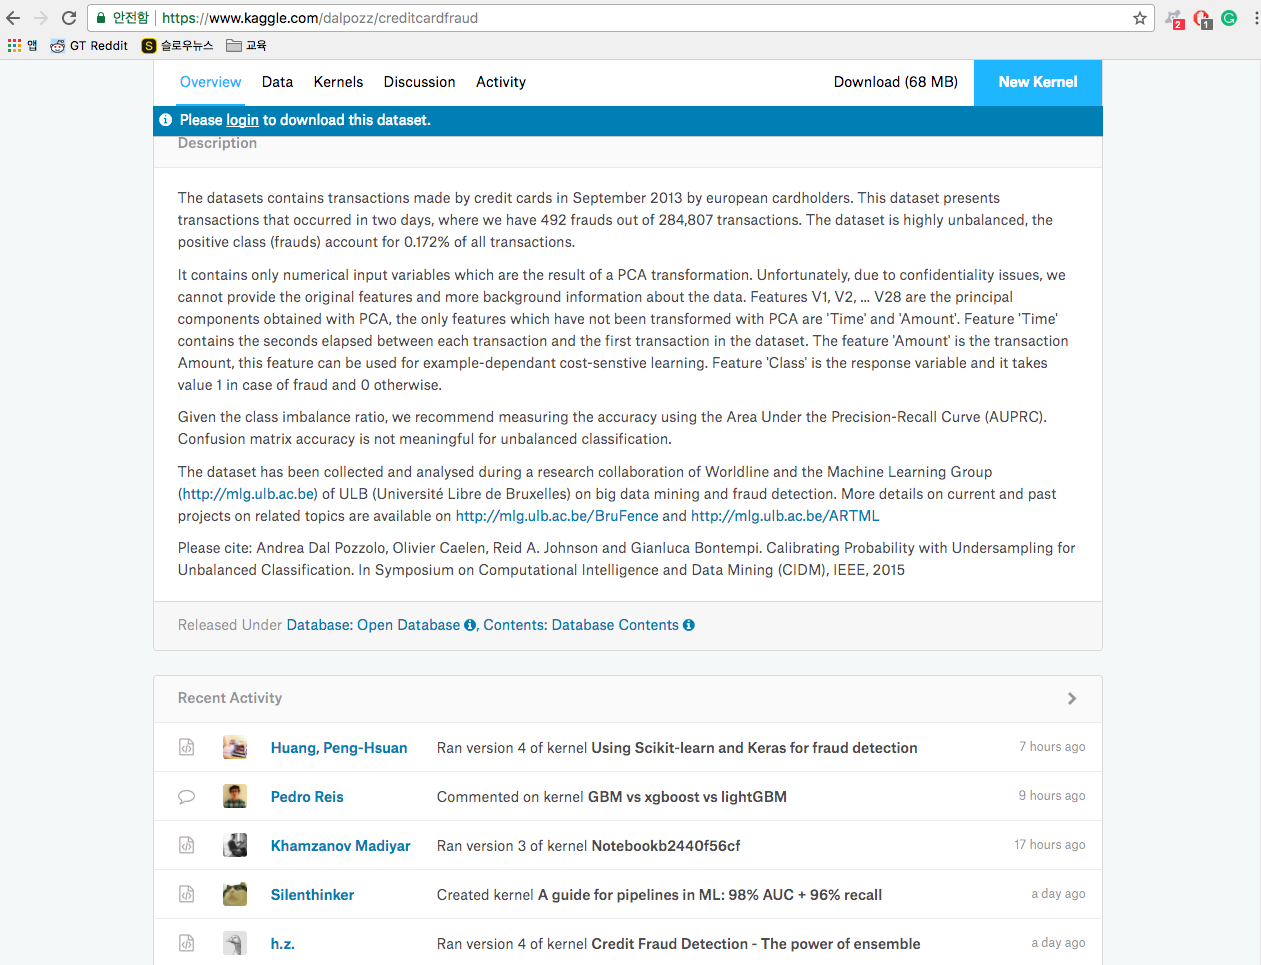 안전함 https://www.kaggle.com/dalpozz/creditcardfraud
2 1 G
앱 GT Reddit S 슬로우뉴스 교육
Overview Data Kernels Discussion Activity Download (68 MB) New Kernel
Please login to download this dataset.
Description
The datasets contains transactions made by credit cards in September 2013 by european cardholders. This dataset presents
transactions that occurred in two days, where we have 492 frauds out of 284,807 transactions. The dataset is highly unbalanced, the
positive class (frauds) account for 0.172% of all transactions.
It contains only numerical input variables which are the result of a PCA transformation. Unfortunately, due to confidentiality issues, we
cannot provide the original features and more background information about the data. Features V1, V2, ... V28 are the principal
components obtained with PCA, the only features which have not been transformed with PCA are 'Time' and 'Amount'. Feature 'Time'
contains the seconds elapsed between each transaction and the first transaction in the dataset. The feature 'Amount' is the transaction
Amount, this feature can be used for example-dependant cost-senstive learning. Feature 'Class' is the response variable and it takes
value 1 in case of fraud and 0 otherwise.
Given the class imbalance ratio, we recommend measuring the accuracy using the Area Under the Precision-Recall Curve (AUPRC).
Confusion matrix accuracy is not meaningful for unbalanced classification.
The dataset has been collected and analysed during a research collaboration of Worldline and the Machine Learning Group
(http://mlg.ulb.ac.be) of ULB (Université Libre de Bruxelles) on big data mining and fraud detection. More details on current and past
projects on related topics are available on http://mlg.ulb.ac.be/BruFence and http://mlg.ulb.ac.be/ARTML
Please cite: Andrea Dal Pozzolo, Olivier Caelen, Reid A. Johnson and Gianluca Bontempi. Calibrating Probability with Undersampling for
Unbalanced Classification. In Symposium on Computational Intelligence and Data Mining (CIDM), IEEE, 2015
Released Under Database: Open Database, Contents: Database Contents
Recent Activity
Huang, Peng-Hsuan Ran version 4 of kernel Using Scikit-learn and Keras for fraud detection 7 hours ago
Pedro Reis Commented on kernel GBM vs xgboost vs lightGBM 9 hours ago
Khamzanov Madiyar Ran version 3 of kernel Notebookb2440f56cf 17 hours ago
Silenthinker Created kernel A guide for pipelines in ML: 98% AUC + 96% recall a day ago
h.z. Ran version 4 of kernel Credit Fraud Detection - The power of ensemble a day ago